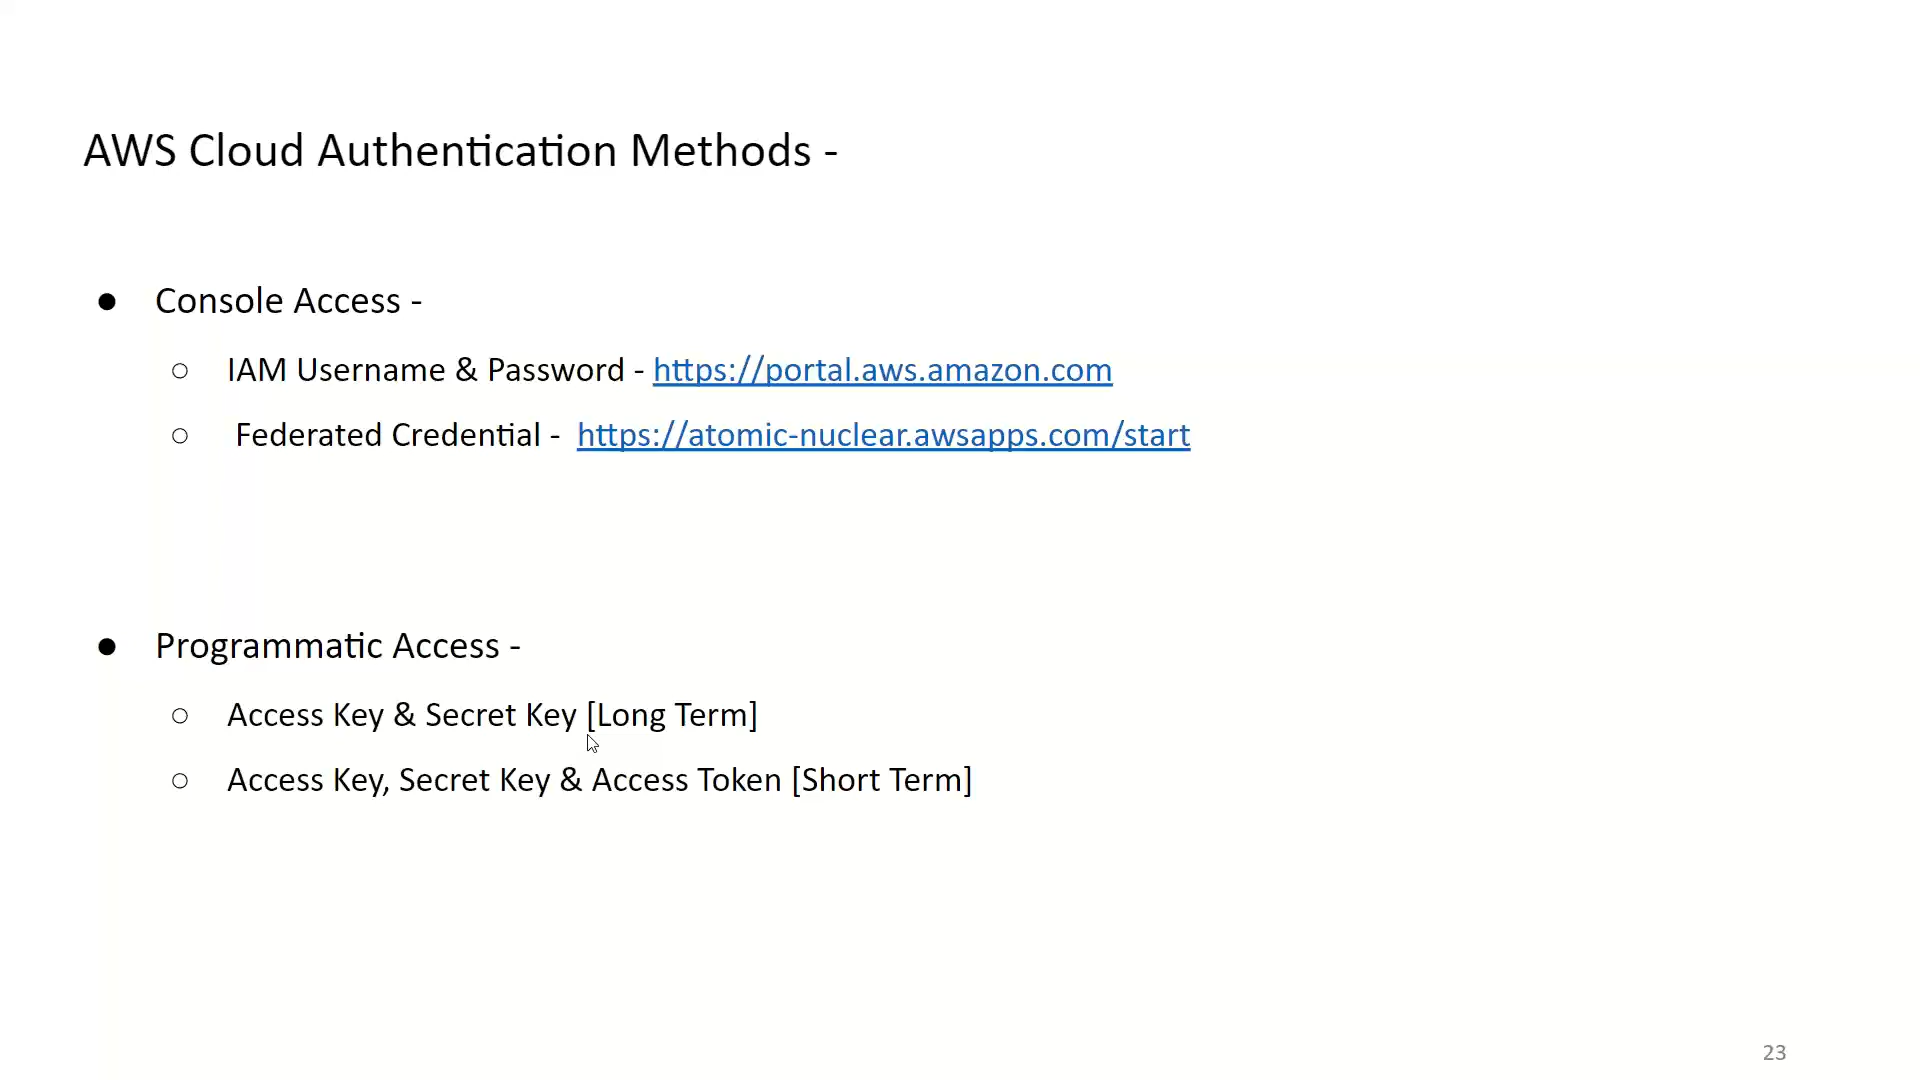 AWS Cloud Authentication Methods -
● Console Access -
○ IAM Username & Password - https://portal.aws.amazon.com
○ Federated Credential - https://atomic-nuclear.awsapps.com/start
● Programmatic Access -
○ Access Key & Secret Key [Long Term]
○ Access Key, Secret Key & Access Token [Short Term]
23